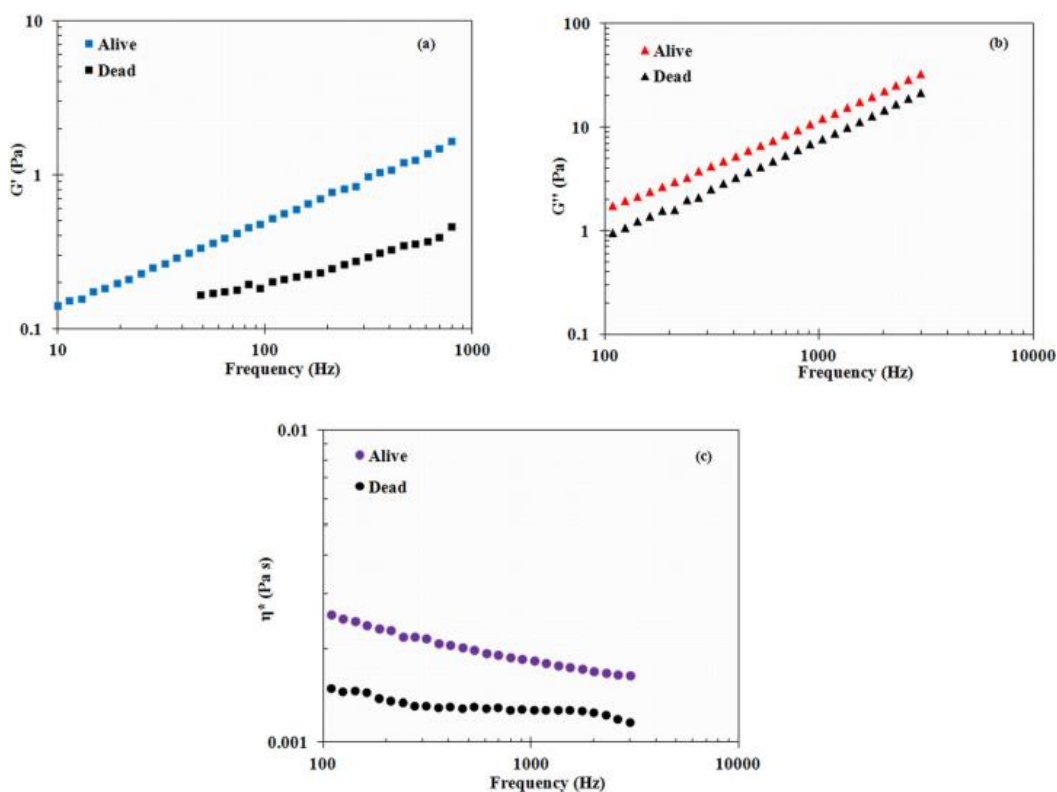 10
(a)
Alive
Dead
1
G' (Pa)
0.1
10
100
1000
Frequency (Hz)
100
(b)
Alive
Dead
10
G'' (Pa)
1
0.1
100
1000
10000
Frequency (Hz)
0.01
(c)
Alive
Dead
η* (Pa s)
0.001
100
1000
10000
Frequency (Hz)